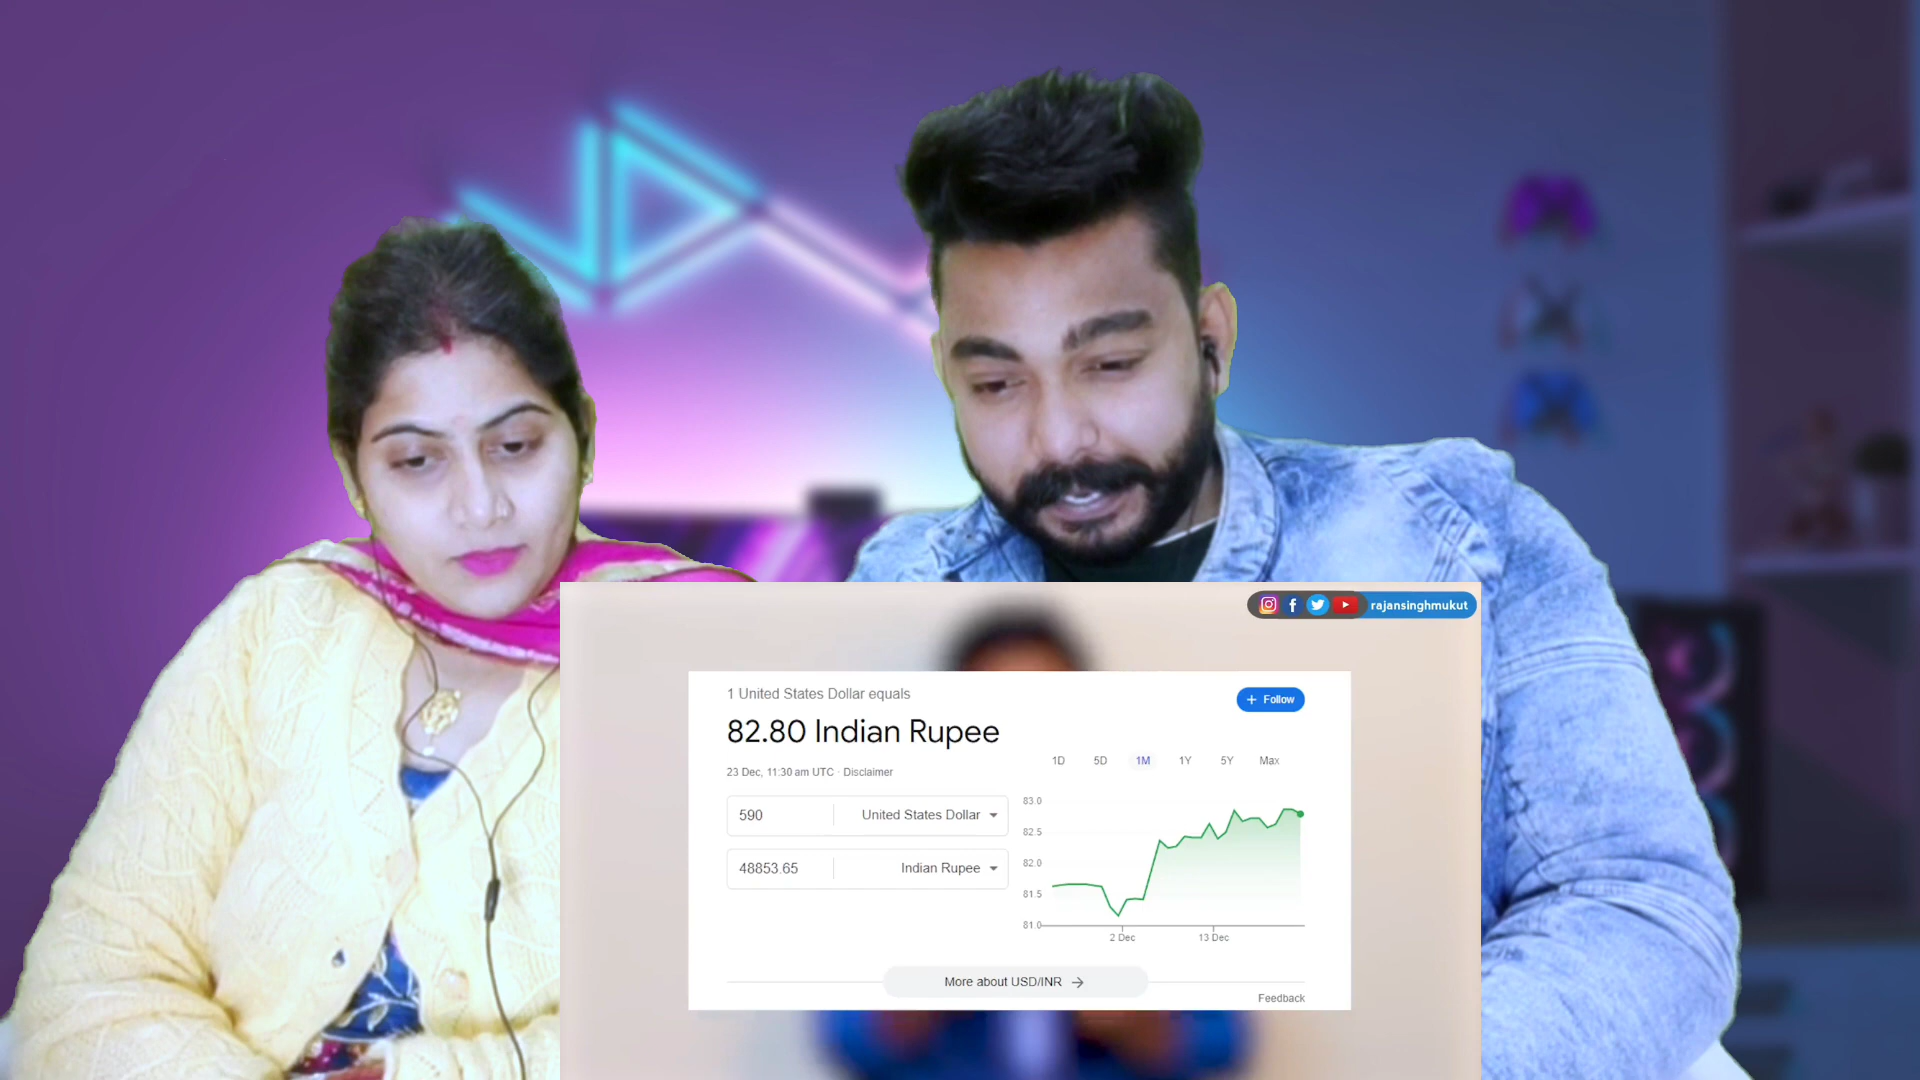 rajansinghmukut
1 United States Dollar equals
+ Follow
82.80 Indian Rupee
23 Dec, 11:30 am UTC · Disclaimer
1D 5D 1M 1Y 5Y Max
590 United States Dollar
48853.65 Indian Rupee
83.0
82.5
82.0
81.5
81.0
2 Dec 13 Dec
More about USD/INR →
Feedback